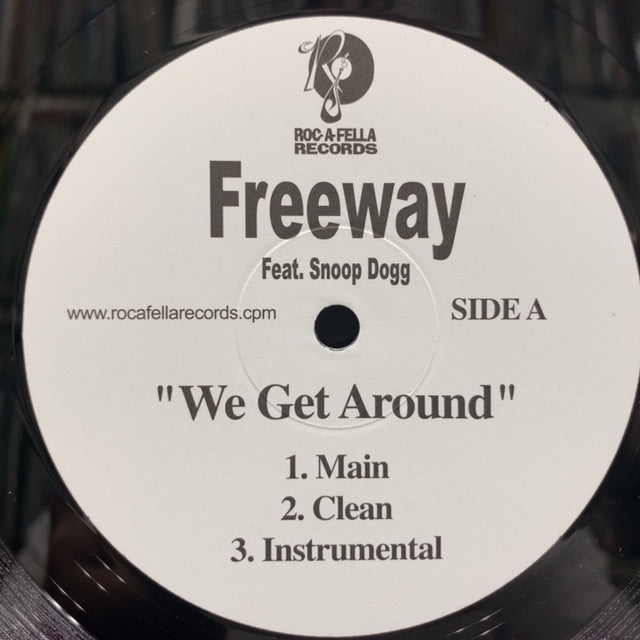 ROC-A-FELLA
RECORDS
Freeway
Feat. Snoop Dogg
www.rocafellarecords.cpm
SIDE A
"We Get Around"
1. Main
2. Clean
3. Instrumental